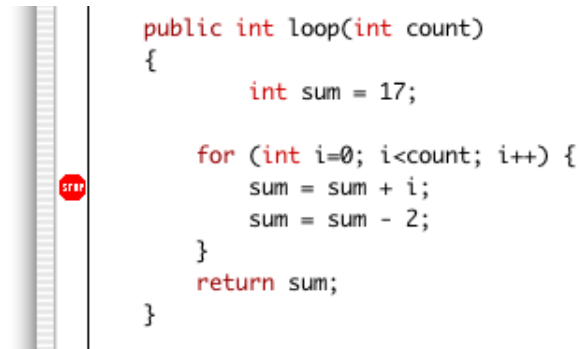 public int loop(int count)
{
int sum = 17;
for (int i=0; i<count; i++) {
STOP sum = sum + i;
sum = sum - 2;
}
return sum;
}